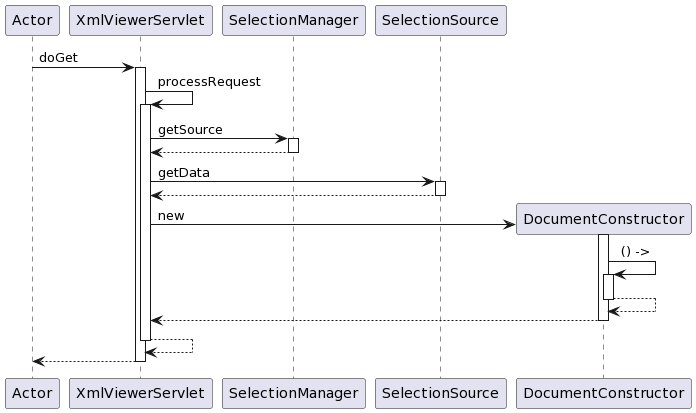 Actor XmlViewerServlet SelectionManager SelectionSource
doGet
processRequest
getSource
getData
new
DocumentConstructor
() ->
Actor XmlViewerServlet SelectionManager SelectionSource DocumentConstructor